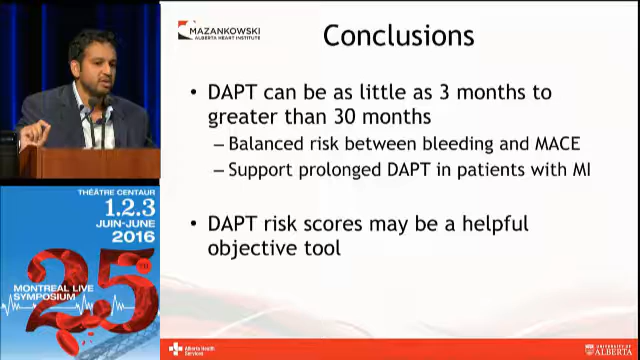 MAZANKOWSKI
ALBERTA HEART INSTITUTE
Conclusions
• DAPT can be as little as 3 months to
greater than 30 months
– Balanced risk between bleeding and MACE
– Support prolonged DAPT in patients with MI
• DAPT risk scores may be a helpful
objective tool
THÉÂTRE CENTAUR
1.2.3
JUIN-JUNE
2016
25TH
MONTREAL LIVE
SYMPOSIUM
Alberta Health
Services
UNIVERSITY OF
ALBERTA